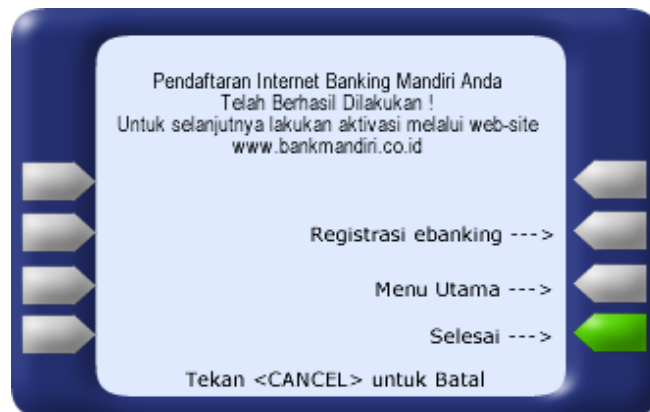 Pendaftaran Internet Banking Mandiri Anda
Telah Berhasil Dilakukan !
Untuk selanjutnya lakukan aktivasi melalui web-site
www.bankmandiri.co.id
Registrasi ebanking --->
Menu Utama --->
Selesai --->
Tekan <CANCEL> untuk Batal